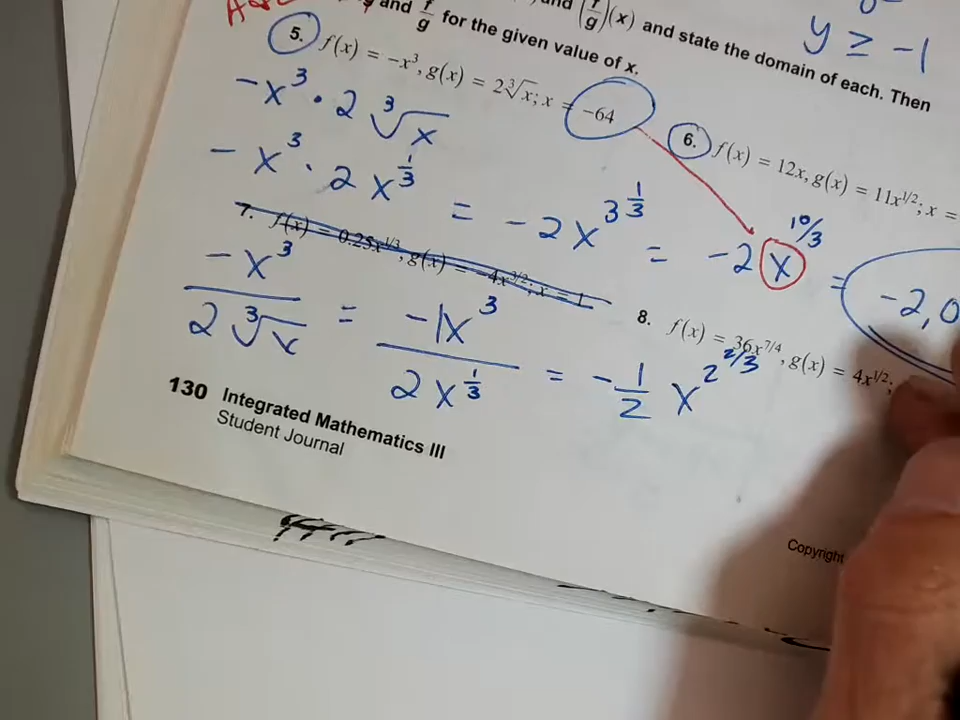 and f/g for the given value of x.
and (f/g)(x) and state the domain of each. Then
y ≥ -1
5. f(x) = −x³, g(x) = 2∛x; x = −64
-x³ · 2 ∛x
6. f(x) = 12x, g(x) = 11x^{1/2}; x =
-x³ · 2x^{1/3} = -2x^{3 1/3} = -2x^{10/3} = -2,0
7. f(x) = 0.25x^{1/3}, g(x) = −4x^{3/2}; x = 1
8. f(x) = 36x^{7/4}, g(x) = 4x^{1/2};
-x³ / 2∛x = -1x³ / 2x^{1/3} = -1/2 x^{2 2/3}
130 Integrated Mathematics III
Student Journal
Copyright